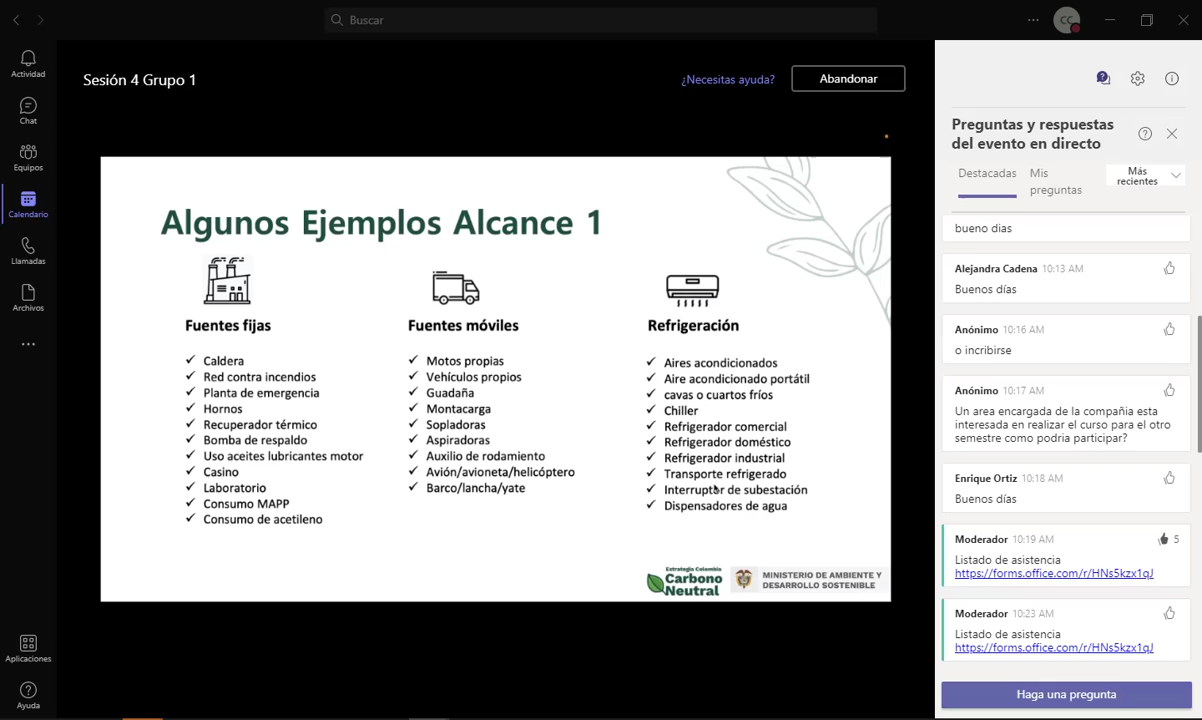 Buscar
CC
Actividad
Chat
Equipos
Calendario
Llamadas
Archivos
Aplicaciones
Ayuda
Sesión 4 Grupo 1
¿Necesitas ayuda?
Abandonar
Algunos Ejemplos Alcance 1
Fuentes fijas
✓ Caldera
✓ Red contra incendios
✓ Planta de emergencia
✓ Hornos
✓ Recuperador térmico
✓ Bomba de respaldo
✓ Uso aceites lubricantes motor
✓ Casino
✓ Laboratorio
✓ Consumo MAPP
✓ Consumo de acetileno
Fuentes móviles
✓ Motos propias
✓ Vehículos propios
✓ Guadaña
✓ Montacarga
✓ Sopladoras
✓ Aspiradoras
✓ Auxilio de rodamiento
✓ Avión/avioneta/helicóptero
✓ Barco/lancha/yate
Refrigeración
✓ Aires acondicionados
✓ Aire acondicionado portátil
✓ cavas o cuartos fríos
✓ Chiller
✓ Refrigerador comercial
✓ Refrigerador doméstico
✓ Refrigerador industrial
✓ Transporte refrigerado
✓ Interruptor de subestación
✓ Dispensadores de agua
Estrategia Colombia
Carbono
Neutral
MINISTERIO DE AMBIENTE Y
DESARROLLO SOSTENIBLE
Preguntas y respuestas
del evento en directo
Destacadas
Mis
preguntas
Más
recientes
bueno dias
Alejandra Cadena 10:13 AM
Buenos días
Anónimo 10:16 AM
o incribirse
Anónimo 10:17 AM
Un area encargada de la compañia esta
interesada en realizar el curso para el otro
semestre como podria participar?
Enrique Ortiz 10:18 AM
Buenos días
Moderador 10:19 AM 5
Listado de asistencia
https://forms.office.com/r/HNs5kzx1qJ
Moderador 10:23 AM
Listado de asistencia
https://forms.office.com/r/HNs5kzx1qJ
Haga una pregunta